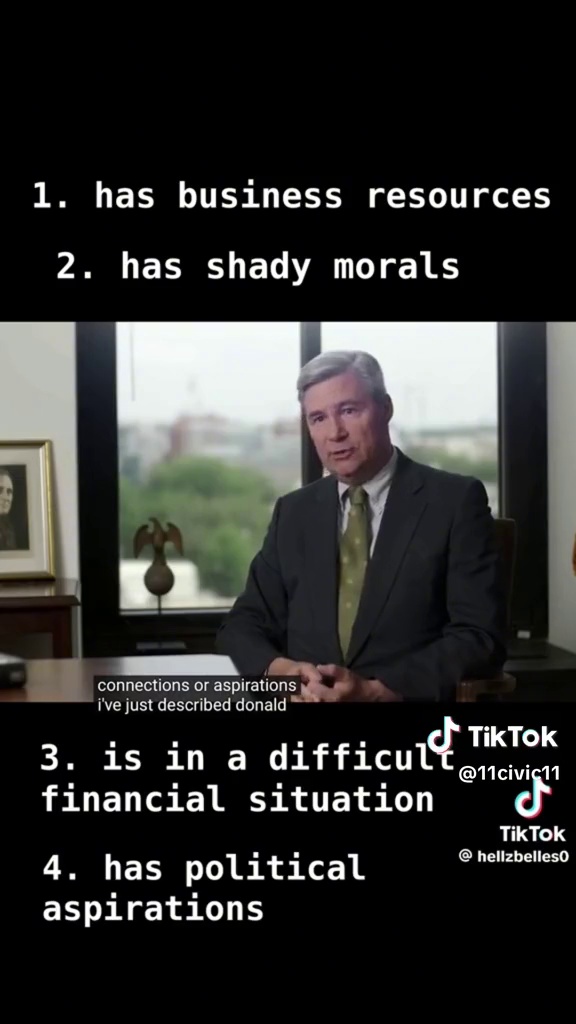 1. has business resources
2. has shady morals
connections or aspirations
i've just described donald
3. is in a difficult
financial situation
4. has political
aspirations
TikTok
@11civic11
TikTok
@ hellzbelles0